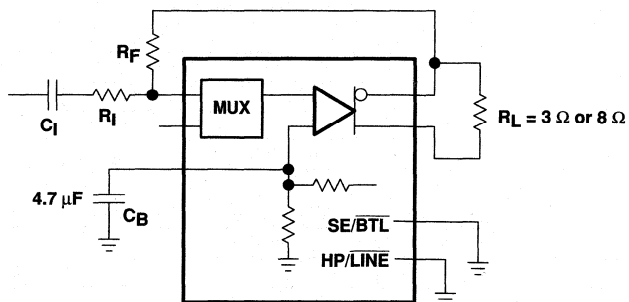 RF
CI
RI
MUX
RL = 3 Ω or 8 Ω
4.7 μF
CB
SE/BTL
HP/LINE